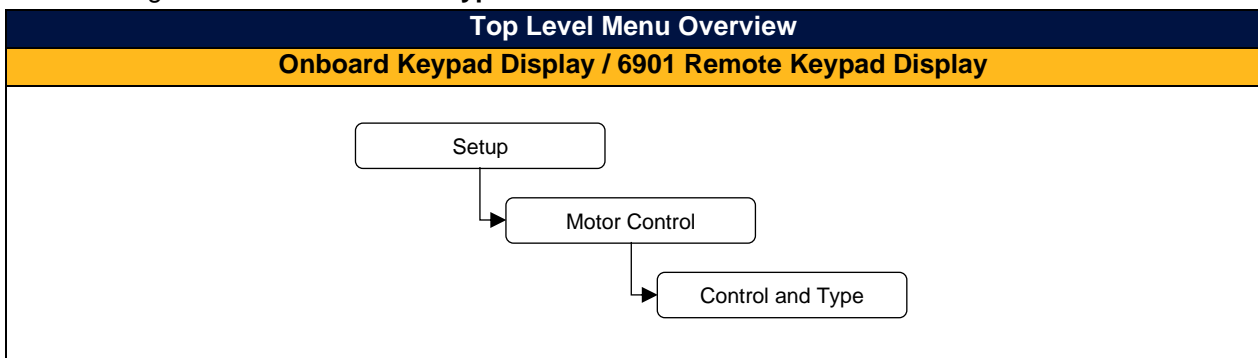 Top Level Menu Overview
Onboard Keypad Display / 6901 Remote Keypad Display
Setup
Motor Control
Control and Type